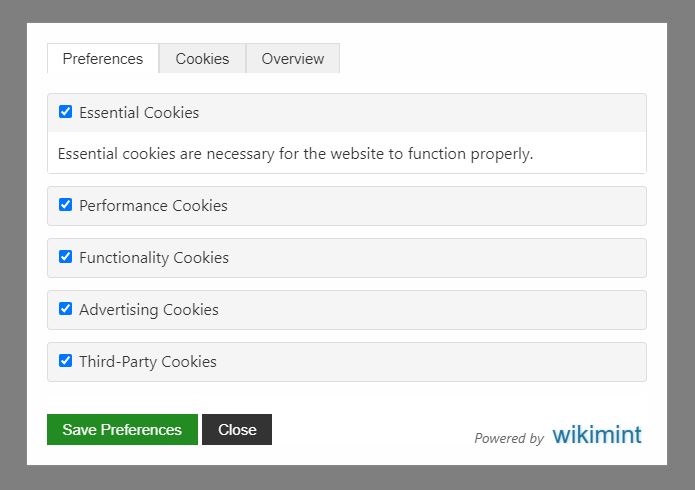 Preferences Cookies Overview
Essential Cookies
Essential cookies are necessary for the website to function properly.
Performance Cookies
Functionality Cookies
Advertising Cookies
Third-Party Cookies
Save Preferences Close
Powered by wikimint